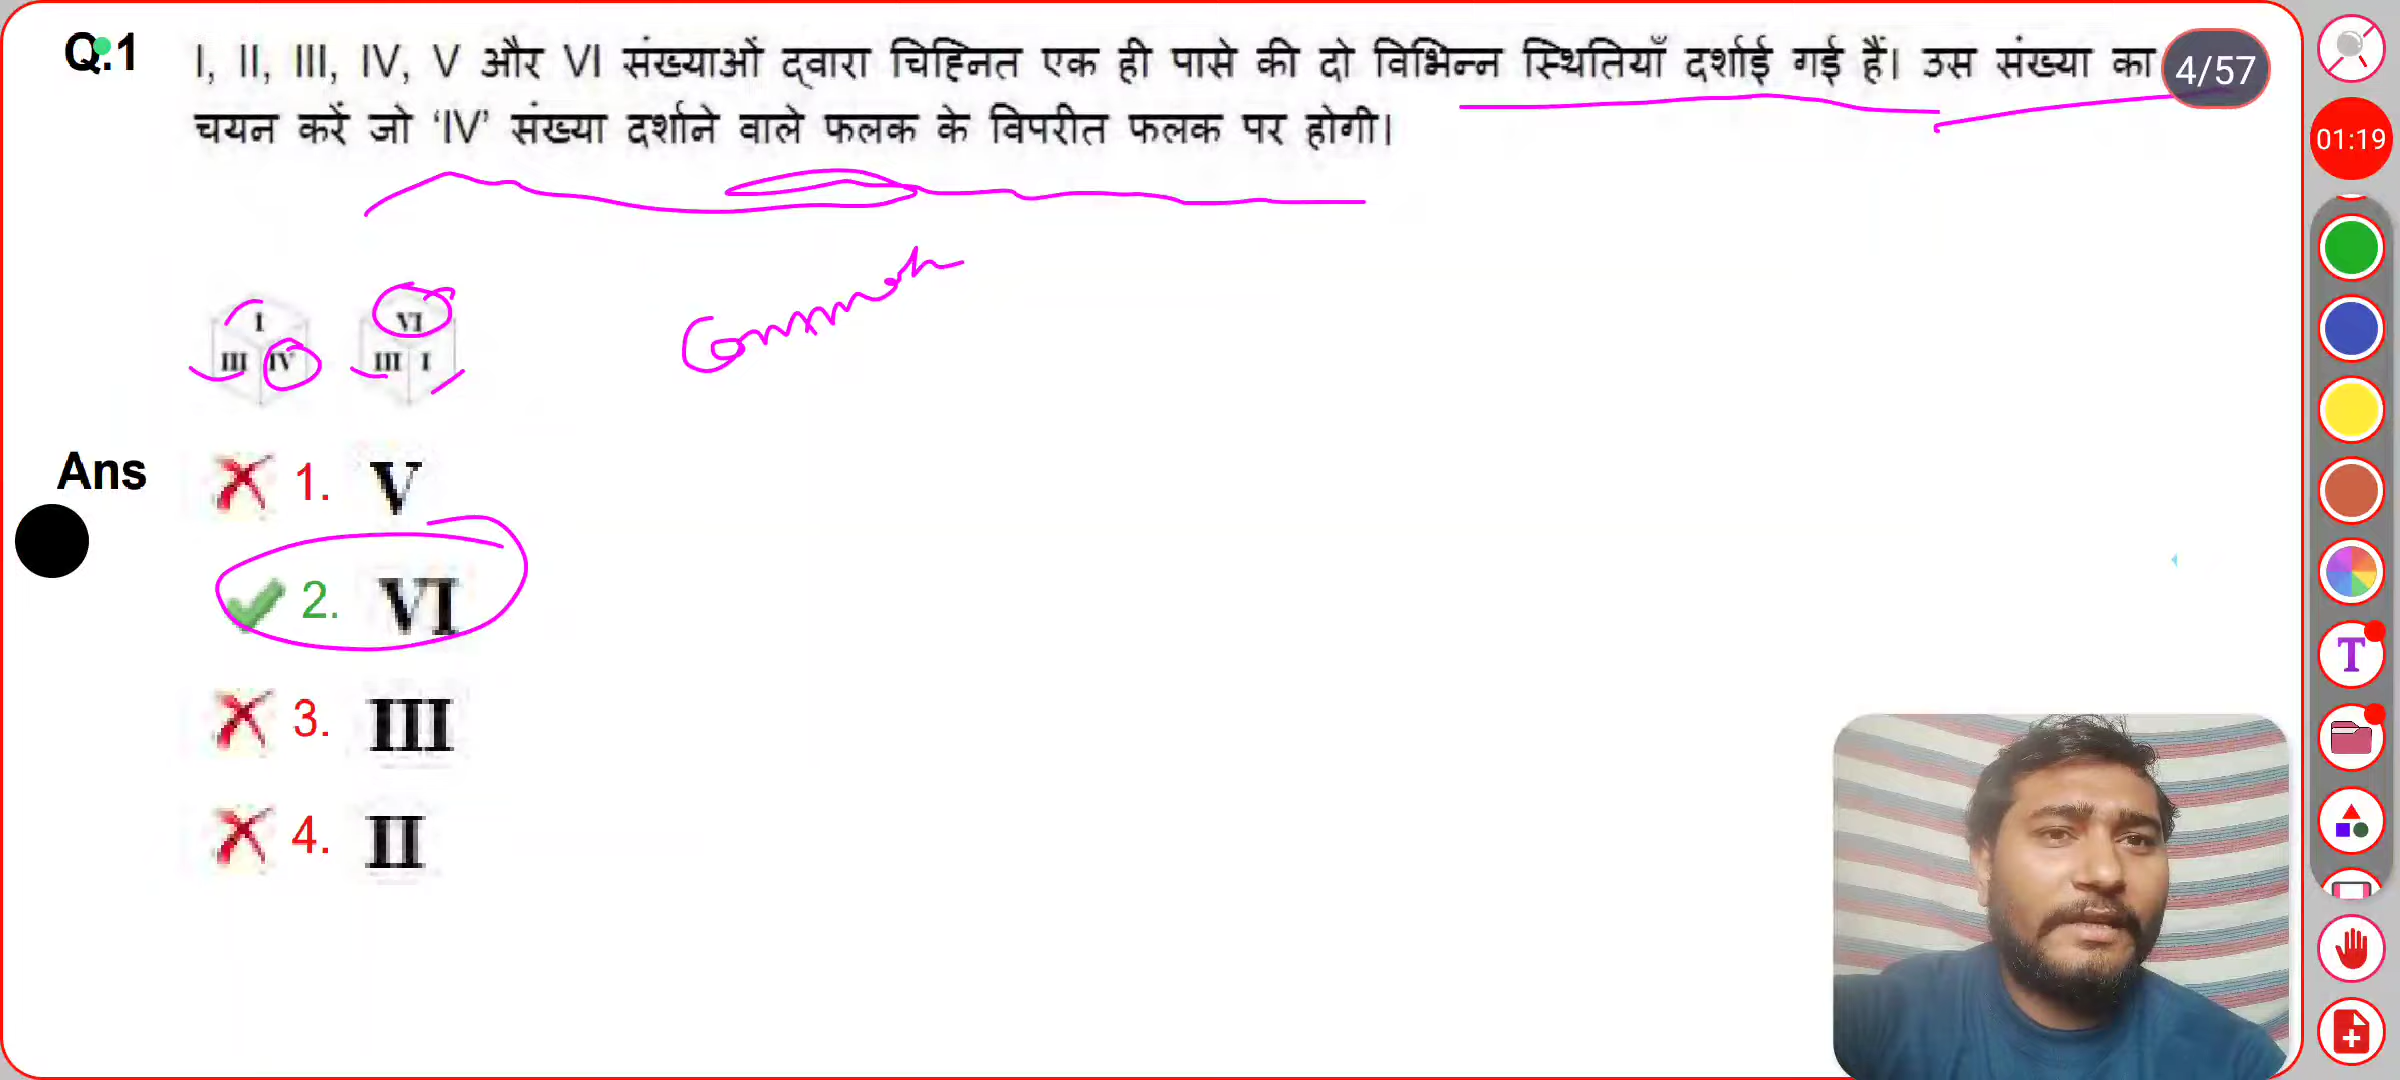 Q.1 I, II, III, IV, V और VI संख्याओं द्वारा चिह्नित एक ही पासे की दो विभिन्न स्थितियाँ दर्शाई गई हैं। उस संख्या का 4/57
चयन करें जो ‘IV’ संख्या दर्शाने वाले फलक के विपरीत फलक पर होगी।
01:19
I VI
III IV III I
Ans 1. V
2. VI
3. III
4. II
T